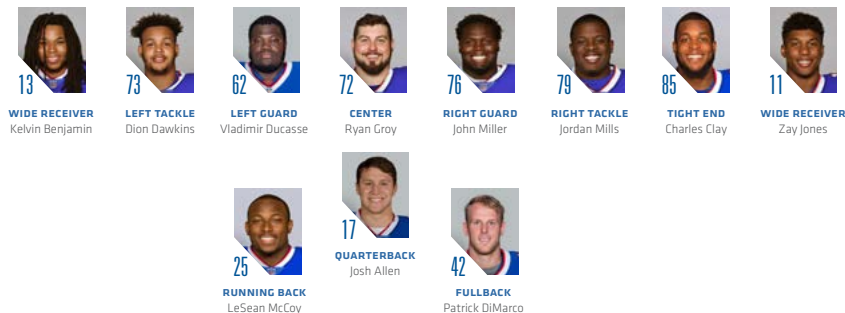 13 73 62 72 76 79 85 11
WIDE RECEIVER LEFT TACKLE LEFT GUARD CENTER RIGHT GUARD RIGHT TACKLE TIGHT END WIDE RECEIVER
Kelvin Benjamin Dion Dawkins Vladimir Ducasse Ryan Groy John Miller Jordan Mills Charles Clay Zay Jones
17
QUARTERBACK
Josh Allen
25 42
RUNNING BACK FULLBACK
LeSean McCoy Patrick DiMarco